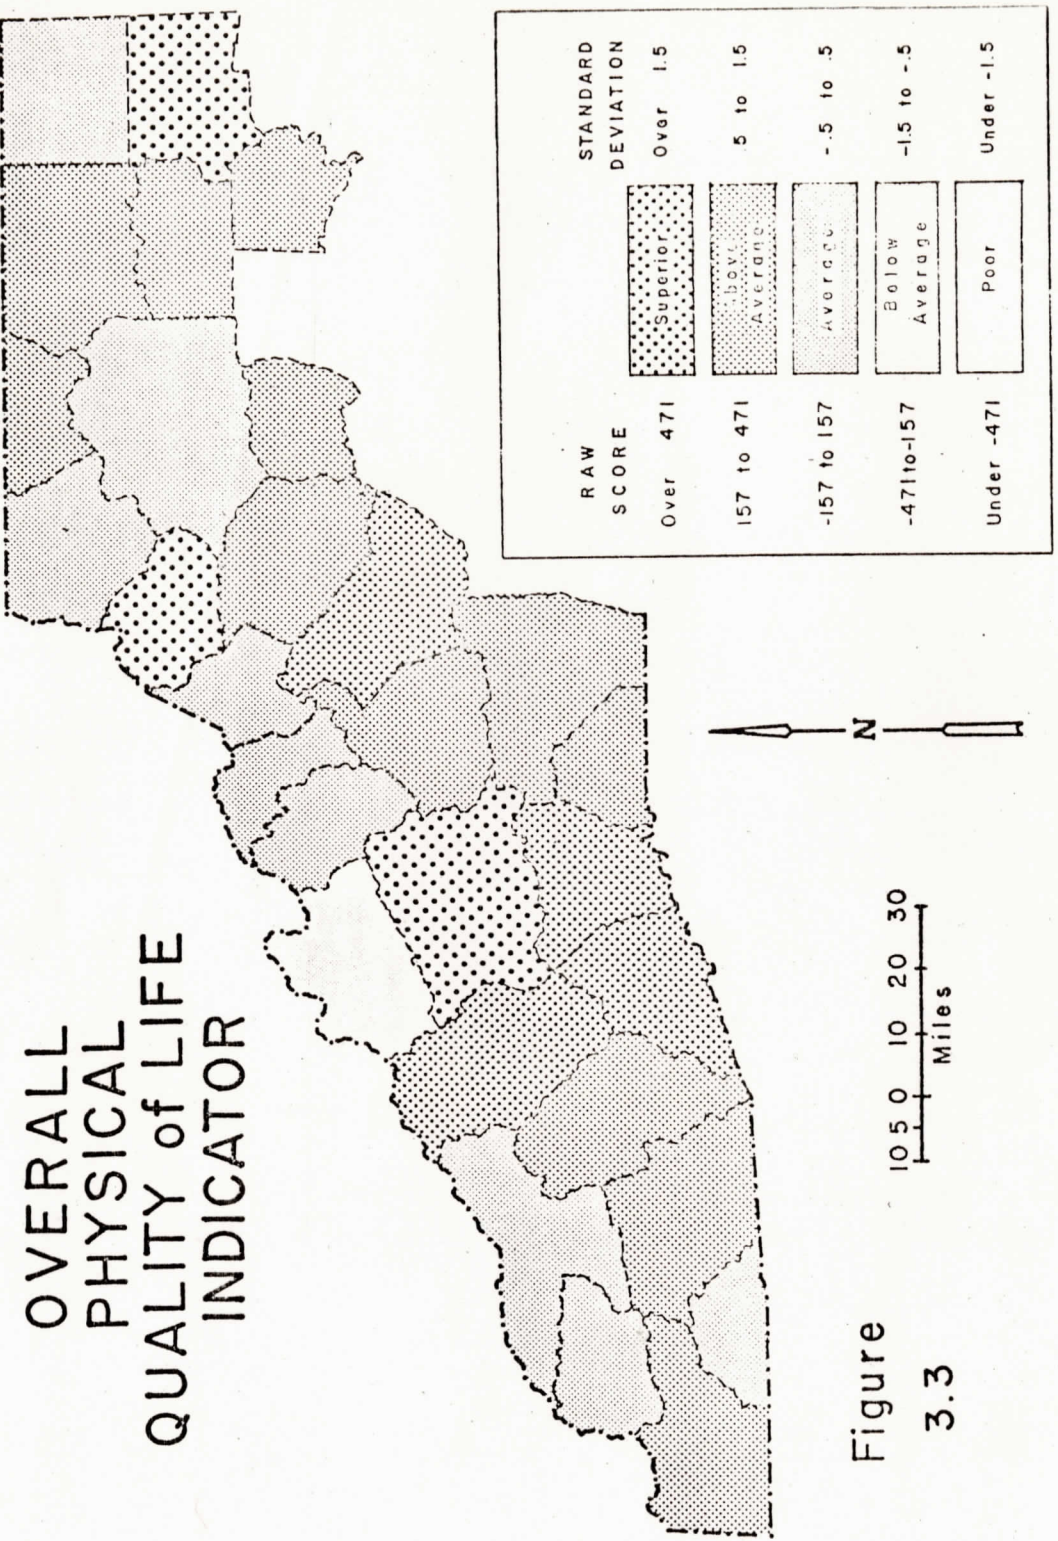 OVERALL
PHYSICAL
QUALITY of LIFE
INDICATOR
RAW
SCORE
STANDARD
DEVIATION
Over 471
Superior
Over 1.5
157 to 471
Above
Average
.5 to 1.5
-157 to 157
Average
-.5 to .5
-471 to -157
Below
Average
-1.5 to -.5
Under -471
Poor
Under -1.5
N
10 5 0 10 20 30
Miles
Figure
3.3